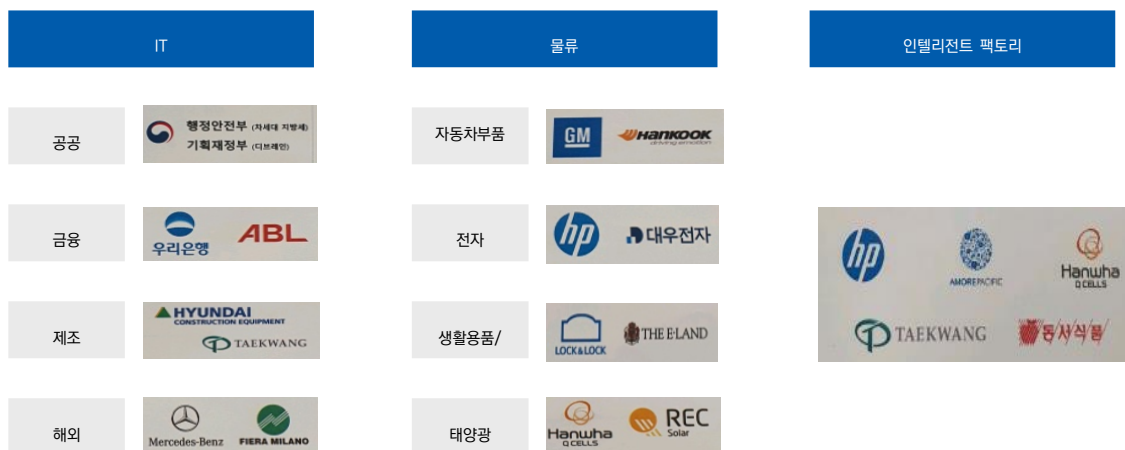 IT
물류
인텔리전트 팩토리
공공
행정안전부 (차세대 지방세)
기획재정부 (디브레인)
자동차부품
GM
HANKOOK
driving emotion
금융
우리은행
ABL
전자
hp
대우전자
제조
HYUNDAI
CONSTRUCTION EQUIPMENT
TAEKWANG
생활용품/
LOCK&LOCK
THE E·LAND
해외
Mercedes-Benz
FIERA MILANO
태양광
Hanwha
Q CELLS
REC
Solar
hp
AMOREPACIFIC
Hanwha
Q CELLS
TAEKWANG
동서식품